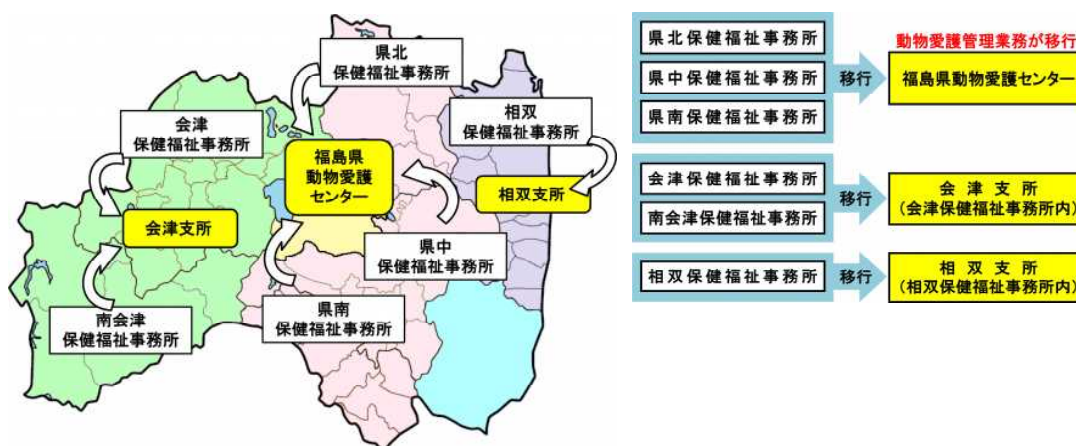 県北
保健福祉事務所
会津
保健福祉事務所
相双
保健福祉事務所
福島県
動物愛護
センター
相双支所
会津支所
県中
保健福祉事務所
南会津
保健福祉事務所
県南
保健福祉事務所
動物愛護管理業務が移行
県北保健福祉事務所
県中保健福祉事務所
県南保健福祉事務所
移行
福島県動物愛護センター
会津保健福祉事務所
南会津保健福祉事務所
移行
会津支所
(会津保健福祉事務所内)
相双保健福祉事務所
移行
相双支所
(相双保健福祉事務所内)